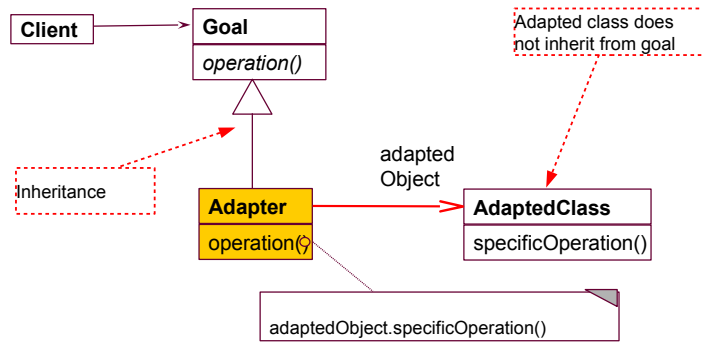 Client
Goal
operation()
Adapted class does
not inherit from goal
Inheritance
adapted
Object
Adapter
operation()
AdaptedClass
specificOperation()
adaptedObject.specificOperation()